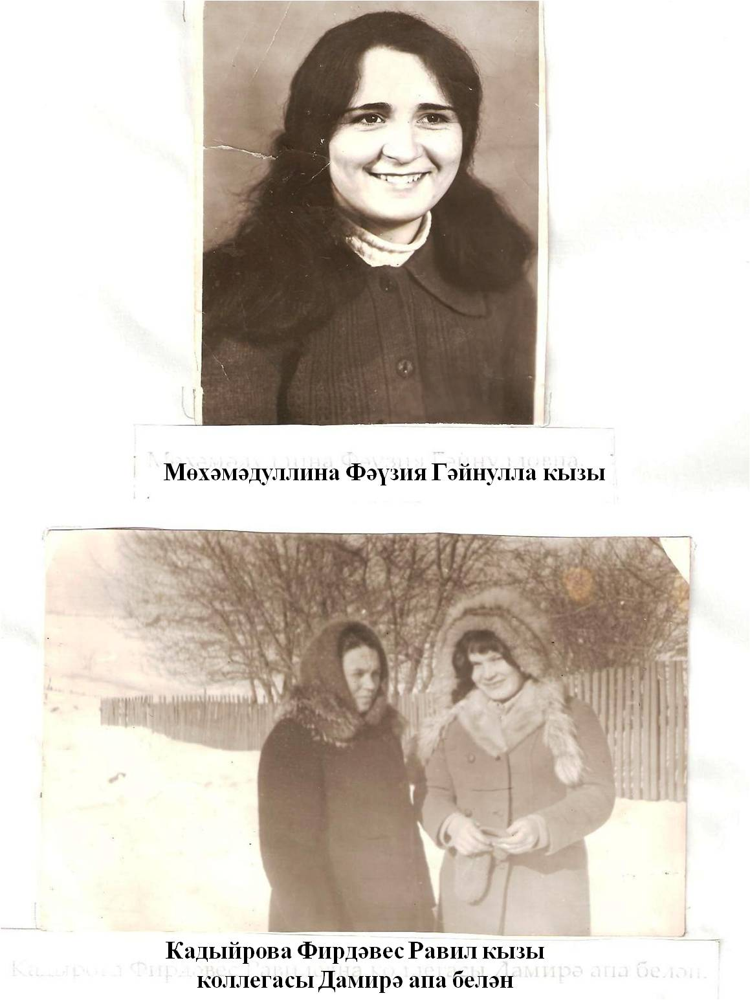 Мөхәмәдуллина Фәүзия Гәйнулла кызы
Кадыйрова Фирдәвес Равил кызы
коллегасы Дамирә апа белән